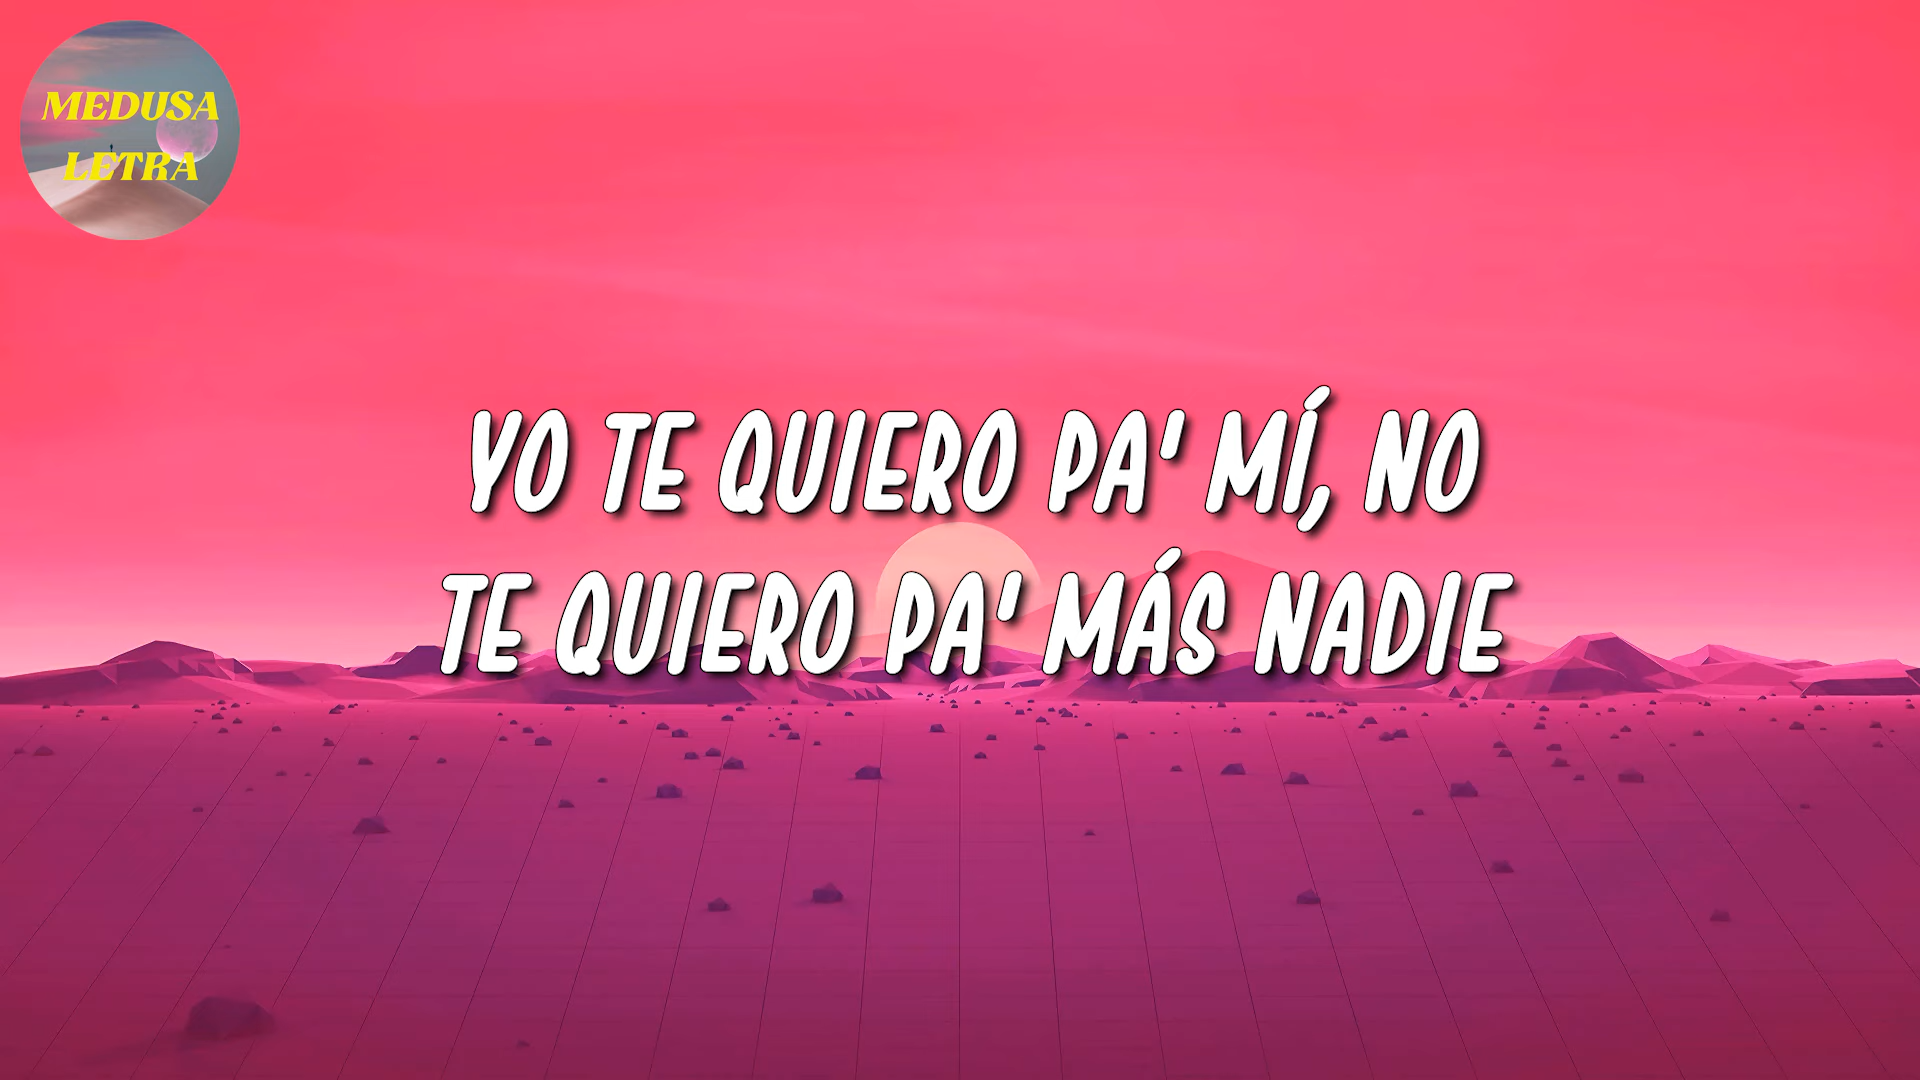 MEDUSA
LETRA
YO TE QUIERO PA' MÍ, NO
TE QUIERO PA' MÁS NADIE